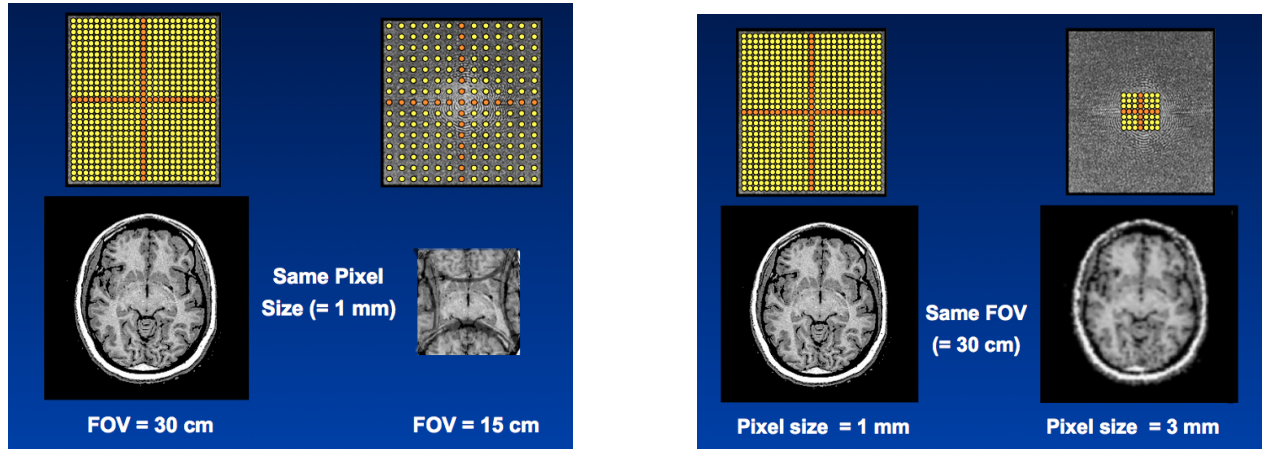 Same Pixel
Size (= 1 mm)
FOV = 30 cm
FOV = 15 cm
Same FOV
(= 30 cm)
Pixel size = 1 mm
Pixel size = 3 mm